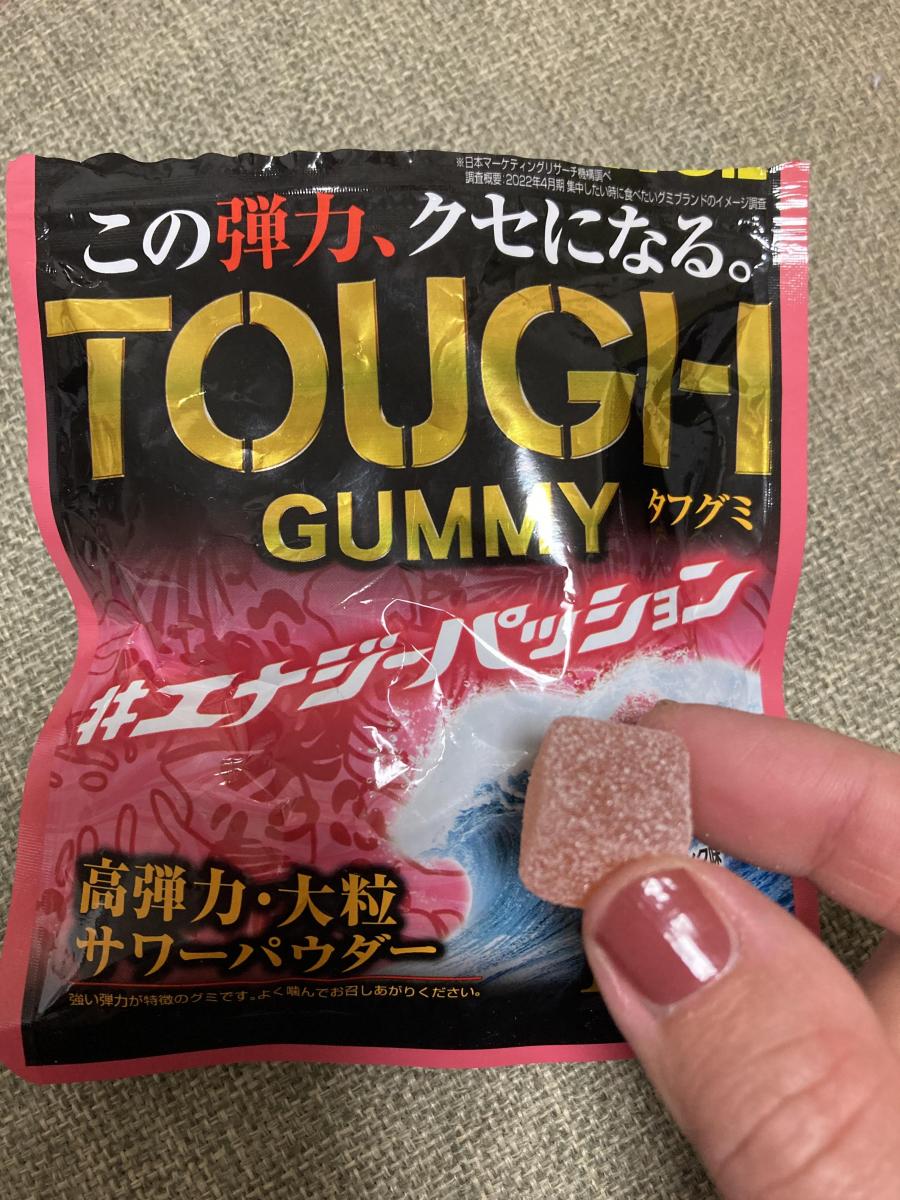 ※日本マーケティングリサーチ機構調べ
調査概要:2022年4月期 集中したい時に食べたいグミブランドのイメージ調査
この弾力、クセになる。
TOUGH
GUMMY タフグミ
#エナジーパッション
高弾力・大粒
サワーパウダー
強い弾力が特徴のグミです。よく噛んでお召しあがりください。